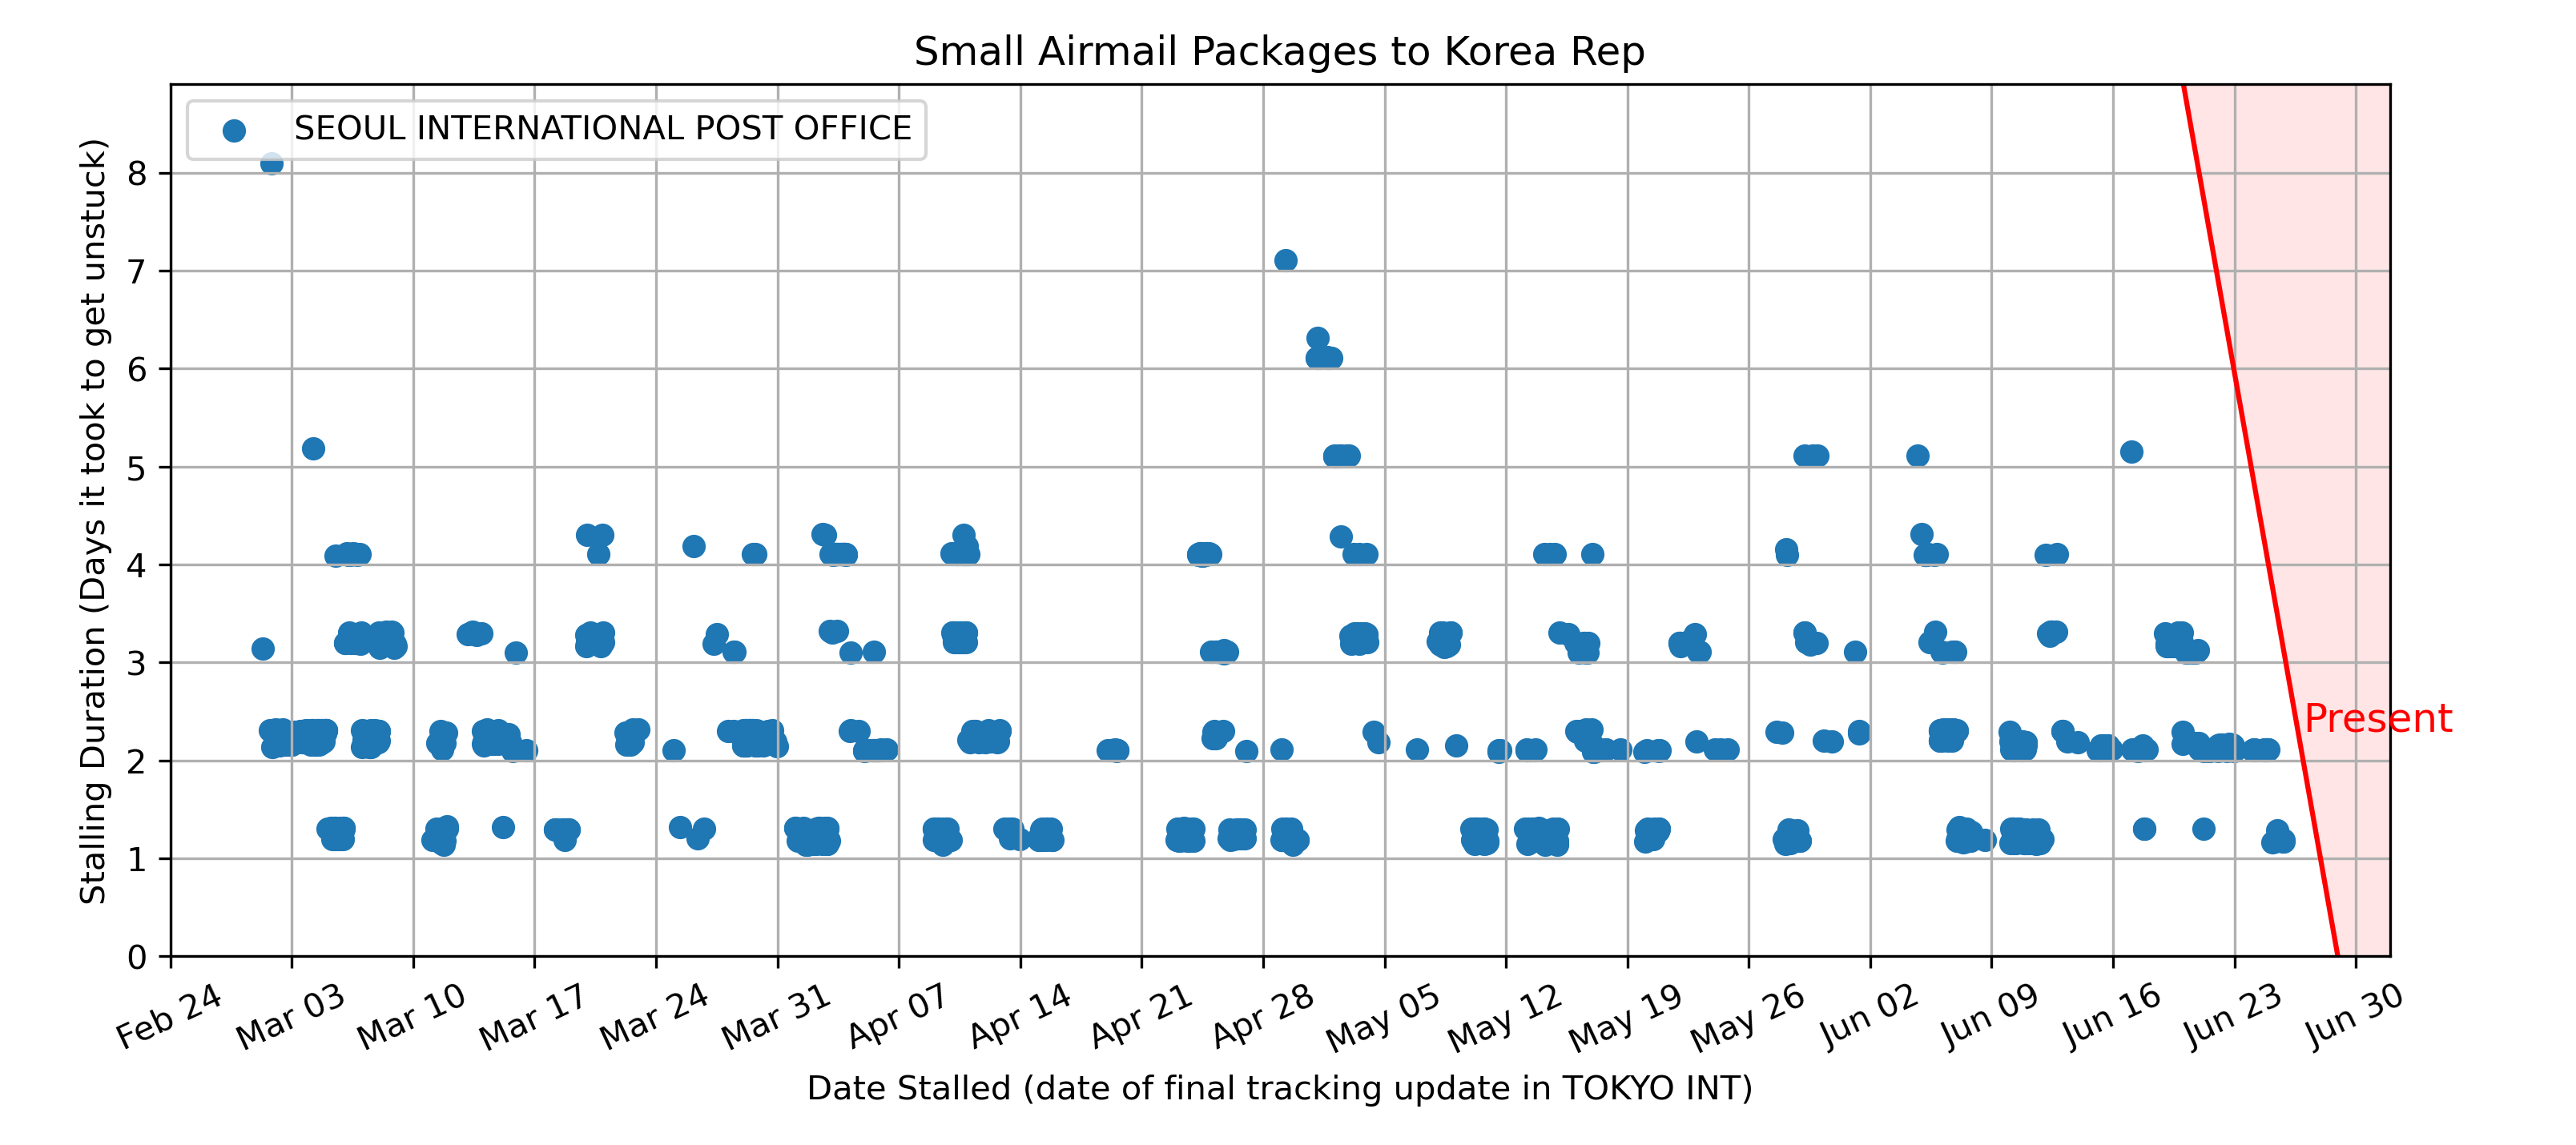 Small Airmail Packages to Korea Rep
SEOUL INTERNATIONAL POST OFFICE
Stalling Duration (Days it took to get unstuck)
8
7
6
5
4
3
2
1
0
Present
Feb 24
Mar 03
Mar 10
Mar 17
Mar 24
Mar 31
Apr 07
Apr 14
Apr 21
Apr 28
May 05
May 12
May 19
May 26
Jun 02
Jun 09
Jun 16
Jun 23
Jun 30
Date Stalled (date of final tracking update in TOKYO INT)